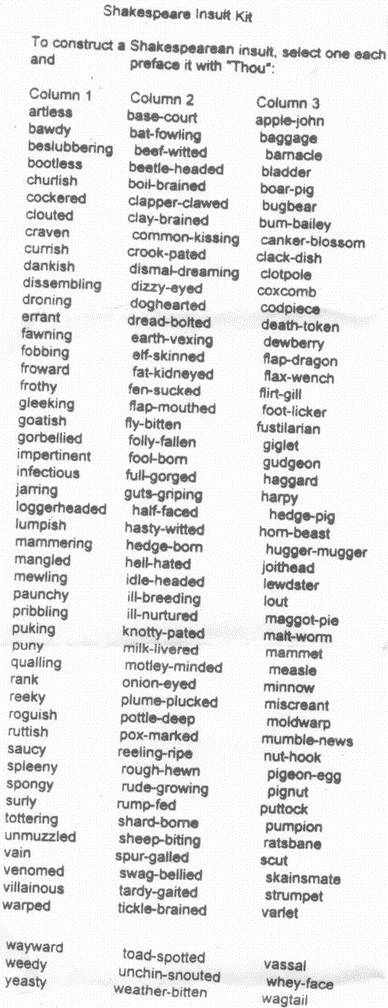 Shakespeare Insult Kit
To construct a Shakespearean insult, select one each
and preface it with "Thou":
Column 1 Column 2 Column 3
artless base-court apple-john
bawdy bat-fowling baggage
beslubbering beef-witted barnacle
bootless beetle-headed bladder
churlish boil-brained boar-pig
cockered clapper-clawed bugbear
clouted clay-brained bum-bailey
craven common-kissing canker-blossom
currish crook-pated clack-dish
dankish dismal-dreaming clotpole
dissembling dizzy-eyed coxcomb
droning doghearted codpiece
errant dread-bolted death-token
fawning earth-vexing dewberry
fobbing elf-skinned flap-dragon
froward fat-kidneyed flax-wench
frothy fen-sucked flirt-gill
gleeking flap-mouthed foot-licker
goatish fly-bitten fustilarian
gorbellied folly-fallen giglet
impertinent fool-born gudgeon
infectious full-gorged haggard
jarring guts-griping harpy
loggerheaded half-faced hedge-pig
lumpish hasty-witted horn-beast
mammering hedge-born hugger-mugger
mangled hell-hated joithead
mewling idle-headed lewdster
paunchy ill-breeding lout
pribbling ill-nurtured maggot-pie
puking knotty-pated malt-worm
puny milk-livered mammet
qualling motley-minded measle
rank onion-eyed minnow
reeky plume-plucked miscreant
roguish pottle-deep moldwarp
ruttish pox-marked mumble-news
saucy reeling-ripe nut-hook
spleeny rough-hewn pigeon-egg
spongy rude-growing pignut
surly rump-fed puttock
tottering shard-borne pumpion
unmuzzled sheep-biting ratsbane
vain spur-galled scut
venomed swag-bellied skainsmate
villainous tardy-gaited strumpet
warped tickle-brained varlet
wayward toad-spotted vassal
weedy unchin-snouted whey-face
yeasty weather-bitten wagtail